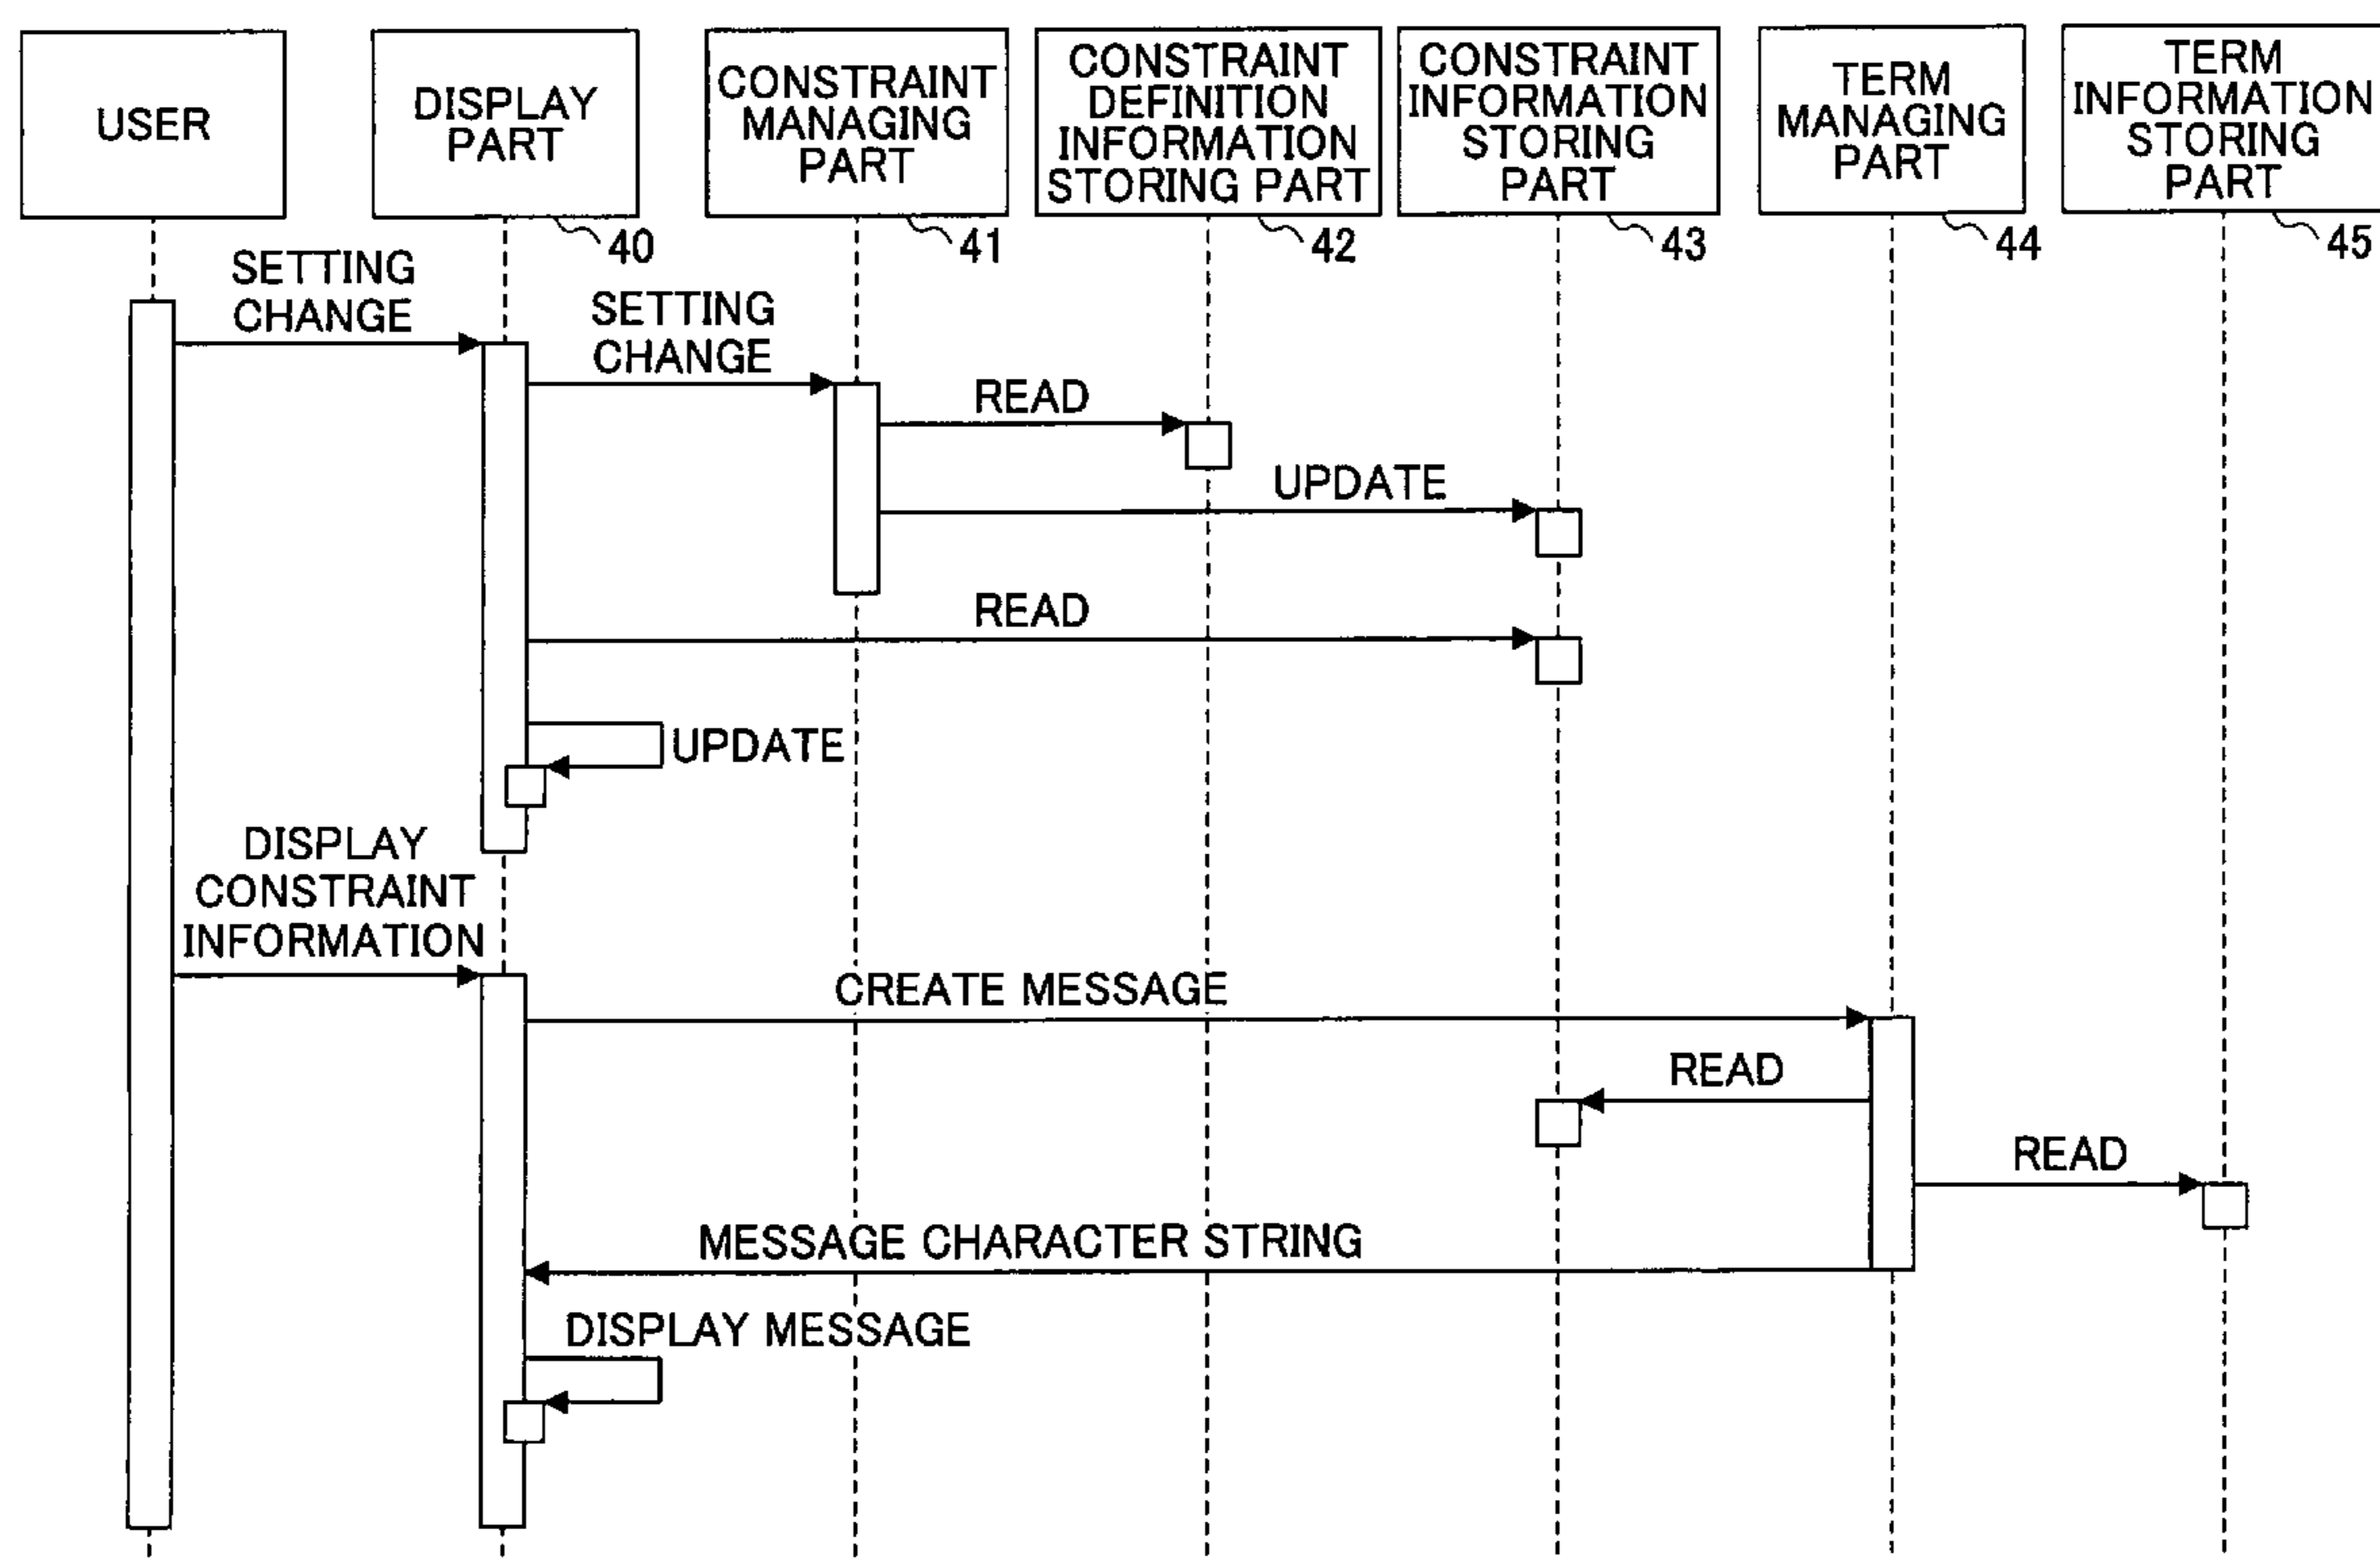 USER
DISPLAY
PART
CONSTRAINT
MANAGING
PART
CONSTRAINT
DEFINITION
INFORMATION
STORING PART
CONSTRAINT
INFORMATION
STORING
PART
TERM
MANAGING
PART
TERM
INFORMATION
STORING
PART
40
41
42
43
44
45
SETTING
CHANGE
SETTING
CHANGE
READ
UPDATE
READ
UPDATE
DISPLAY
CONSTRAINT
INFORMATION
CREATE MESSAGE
READ
READ
MESSAGE CHARACTER STRING
DISPLAY MESSAGE